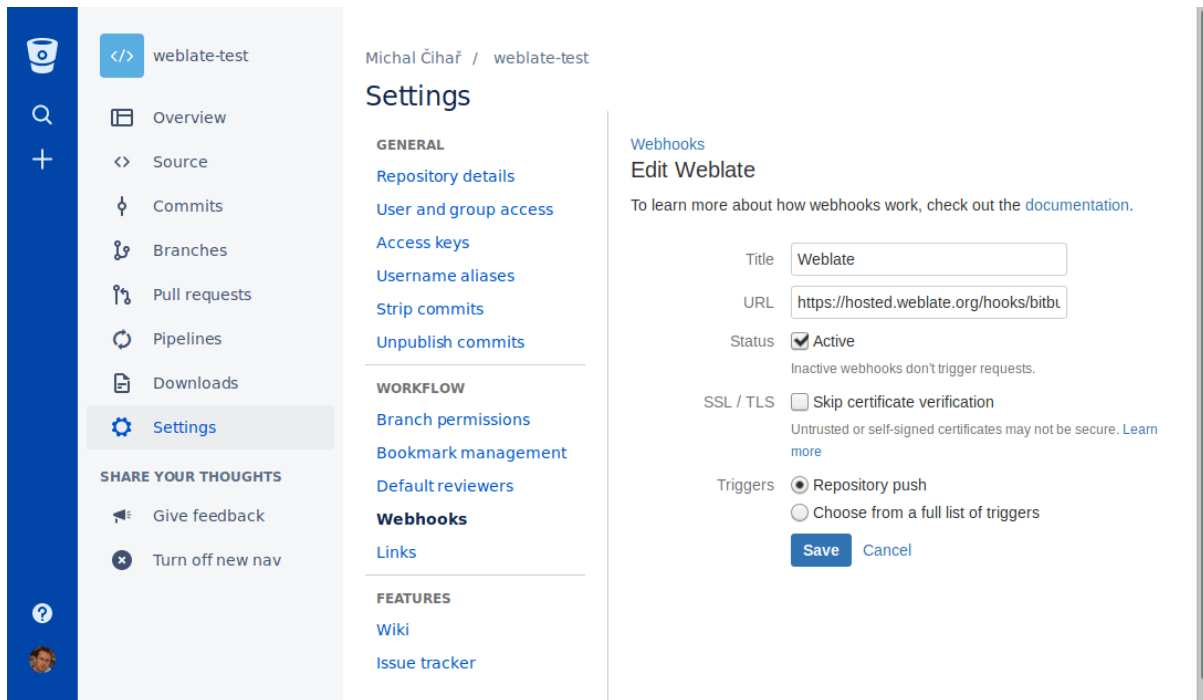 weblate-test
Overview
Source
Commits
Branches
Pull requests
Pipelines
Downloads
Settings
SHARE YOUR THOUGHTS
Give feedback
Turn off new nav
Michal Čihař / weblate-test
Settings
GENERAL
Repository details
User and group access
Access keys
Username aliases
Strip commits
Unpublish commits
WORKFLOW
Branch permissions
Bookmark management
Default reviewers
Webhooks
Links
FEATURES
Wiki
Issue tracker
Webhooks
Edit Weblate
To learn more about how webhooks work, check out the documentation.
Title Weblate
URL https://hosted.weblate.org/hooks/bitbu
Status Active
Inactive webhooks don't trigger requests.
SSL / TLS Skip certificate verification
Untrusted or self-signed certificates may not be secure. Learn
more
Triggers Repository push
Choose from a full list of triggers
Save Cancel